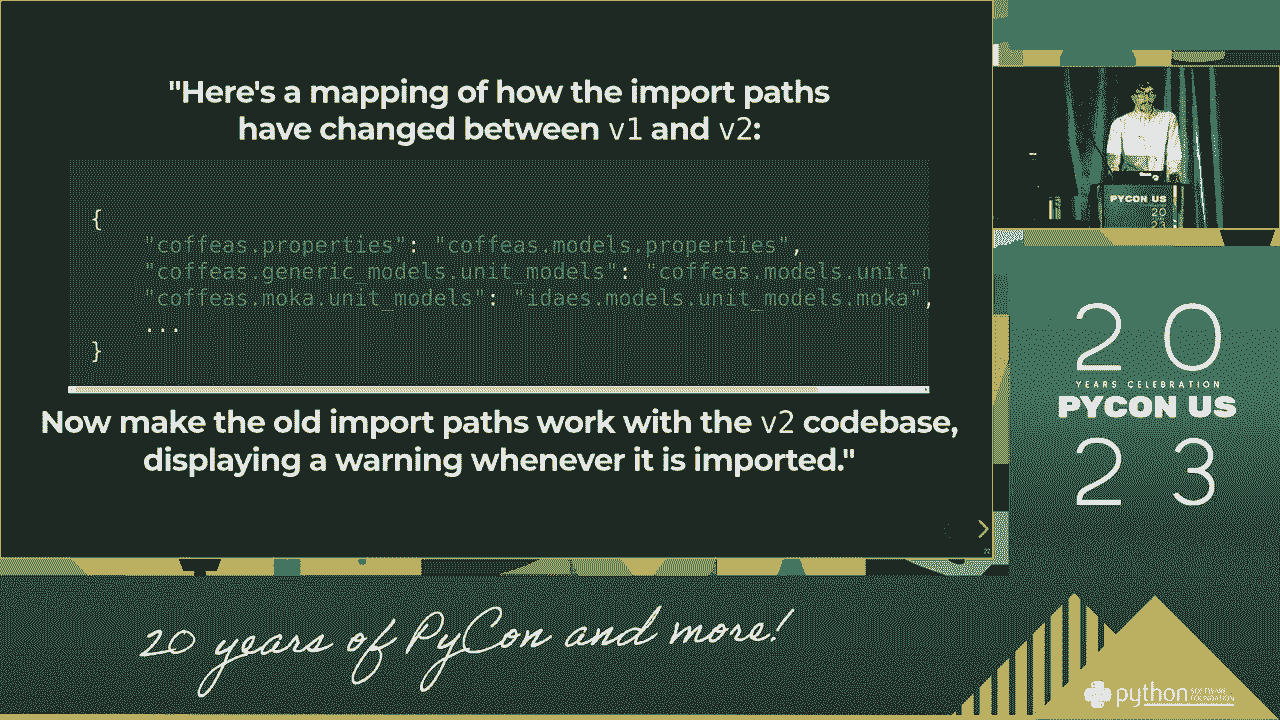 "Here's a mapping of how the import paths
have changed between v1 and v2:
{
"coffeas.properties": "coffeas.models.properties",
"coffeas.generic_models.unit_models": "coffeas.models.unit_m
"coffeas.moka.unit_models": "idaes.models.unit_models.moka",
...
}
Now make the old import paths work with the v2 codebase,
displaying a warning whenever it is imported."
22
PYCON US
20
23
20
YEARS CELEBRATION
PYCON US
23
20 years of PyCon and more!
python
SOFTWARE
FOUNDATION